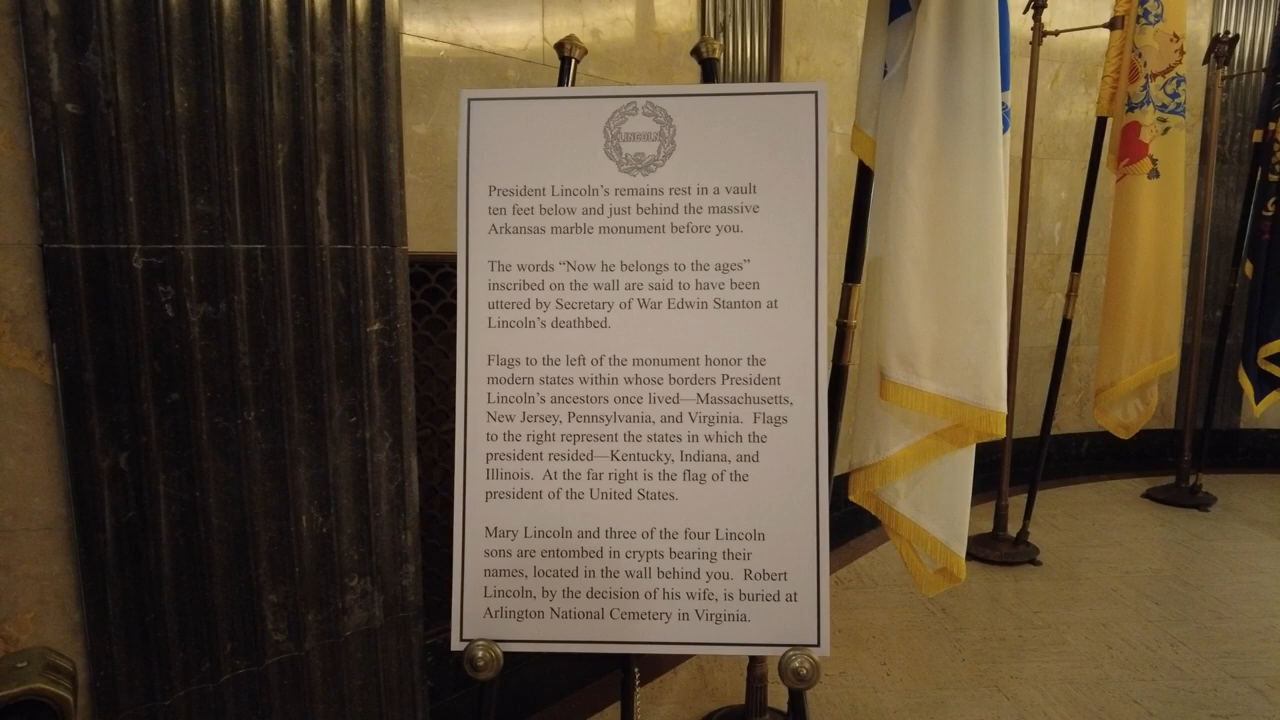 LINCOLN
President Lincoln's remains rest in a vault
ten feet below and just behind the massive
Arkansas marble monument before you.
The words “Now he belongs to the ages”
inscribed on the wall are said to have been
uttered by Secretary of War Edwin Stanton at
Lincoln's deathbed.
Flags to the left of the monument honor the
modern states within whose borders President
Lincoln's ancestors once lived—Massachusetts,
New Jersey, Pennsylvania, and Virginia. Flags
to the right represent the states in which the
president resided—Kentucky, Indiana, and
Illinois. At the far right is the flag of the
president of the United States.
Mary Lincoln and three of the four Lincoln
sons are entombed in crypts bearing their
names, located in the wall behind you. Robert
Lincoln, by the decision of his wife, is buried at
Arlington National Cemetery in Virginia.